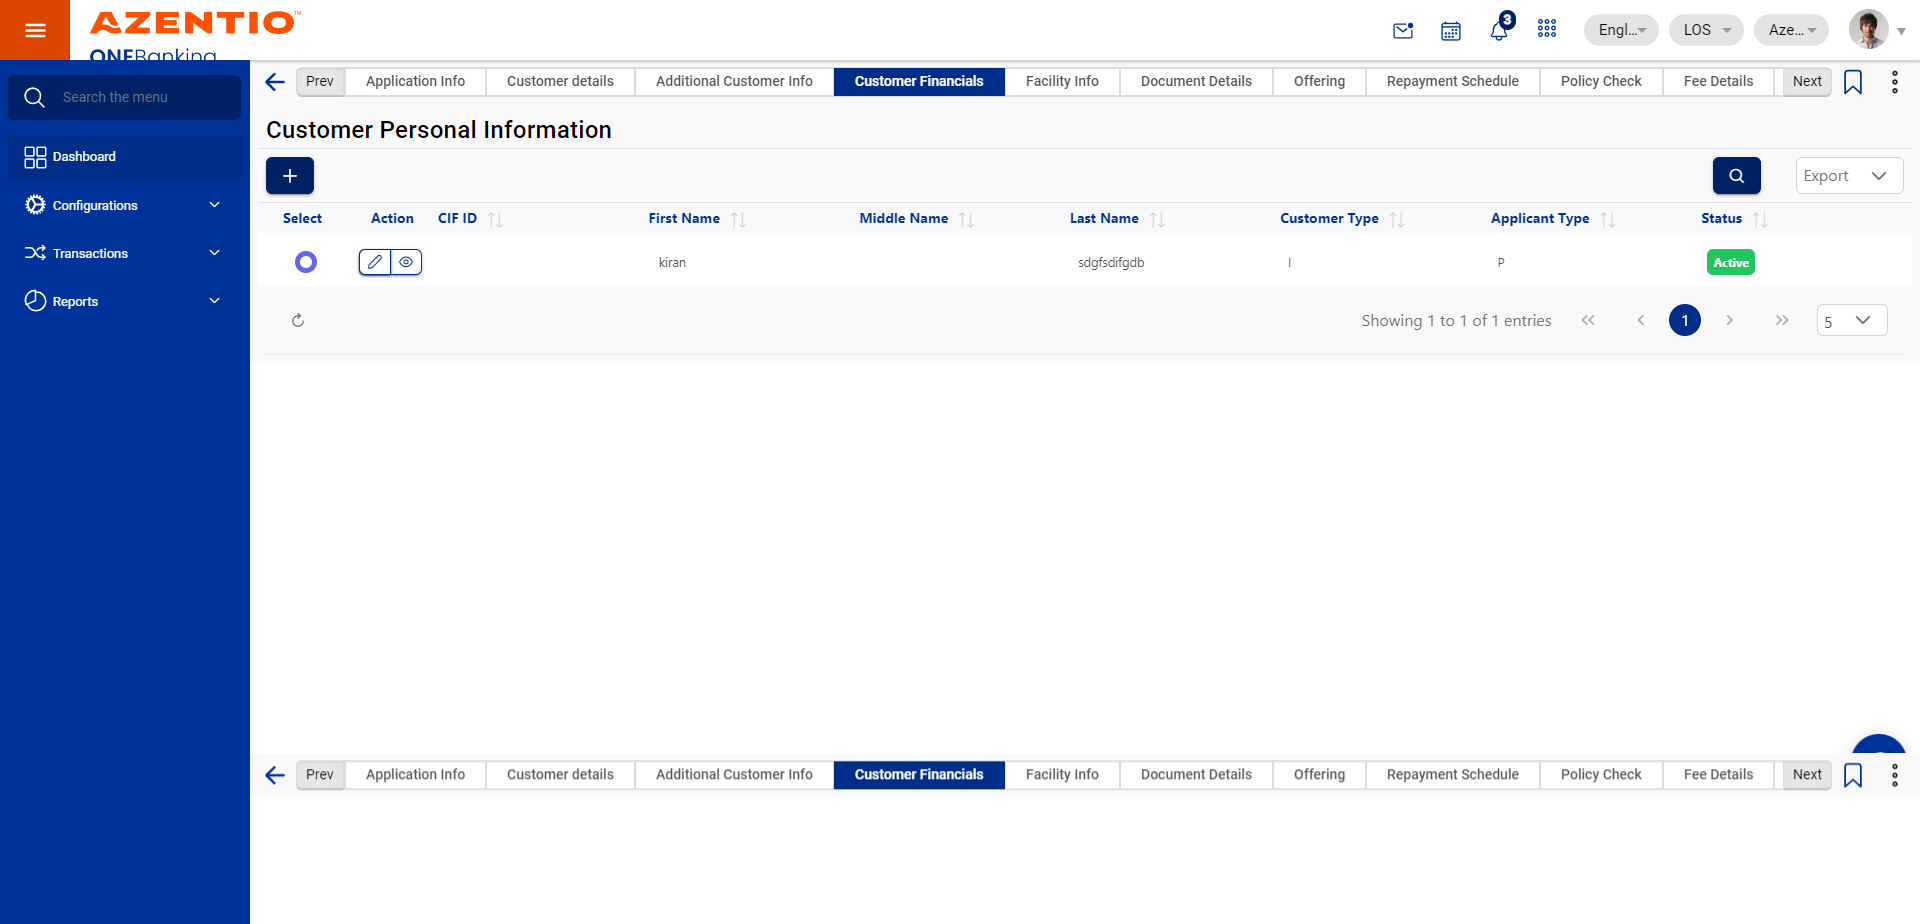 AZENTIO™
ONEBanking
3
Engl...
LOS
Aze...
Search the menu
Dashboard
Configurations
Transactions
Reports
Prev
Application Info
Customer details
Additional Customer Info
Customer Financials
Facility Info
Document Details
Offering
Repayment Schedule
Policy Check
Fee Details
Next
Customer Personal Information
Export
Select
Action
CIF ID
First Name
Middle Name
Last Name
Customer Type
Applicant Type
Status
kiran
sdgfsdifgdb
I
P
Active
Showing 1 to 1 of 1 entries
1
5
Prev
Application Info
Customer details
Additional Customer Info
Customer Financials
Facility Info
Document Details
Offering
Repayment Schedule
Policy Check
Fee Details
Next